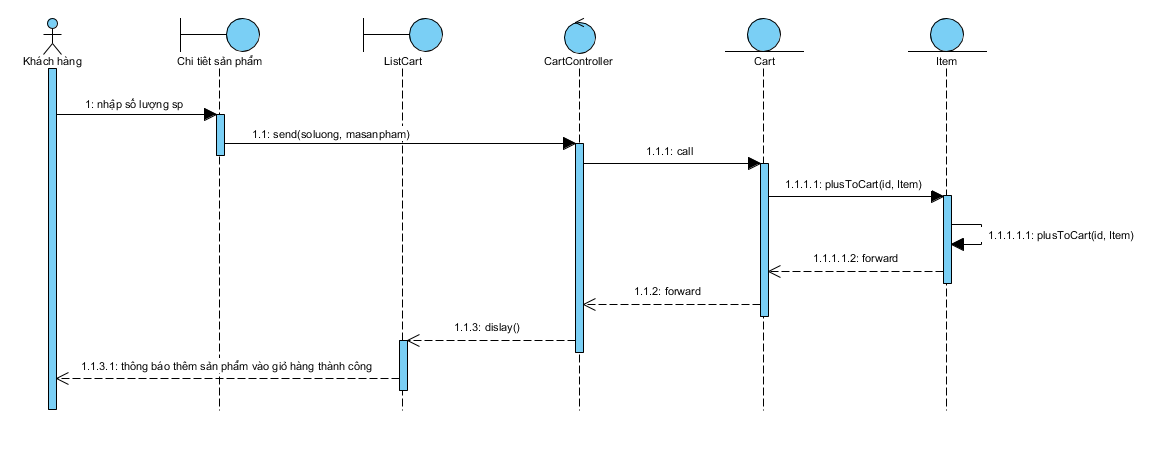 Khách hàng
Chi tiêt sản phẩm
ListCart
CartController
Cart
Item
1: nhập số lượng sp
1.1: send(soluong, masanpham)
1.1.1: call
1.1.1.1: plusToCart(id, Item)
1.1.1.1.1: plusToCart(id, Item)
1.1.1.1.2: forward
1.1.2: forward
1.1.3: dislay()
1.1.3.1: thông báo thêm sản phẩm vào giỏ hàng thành công